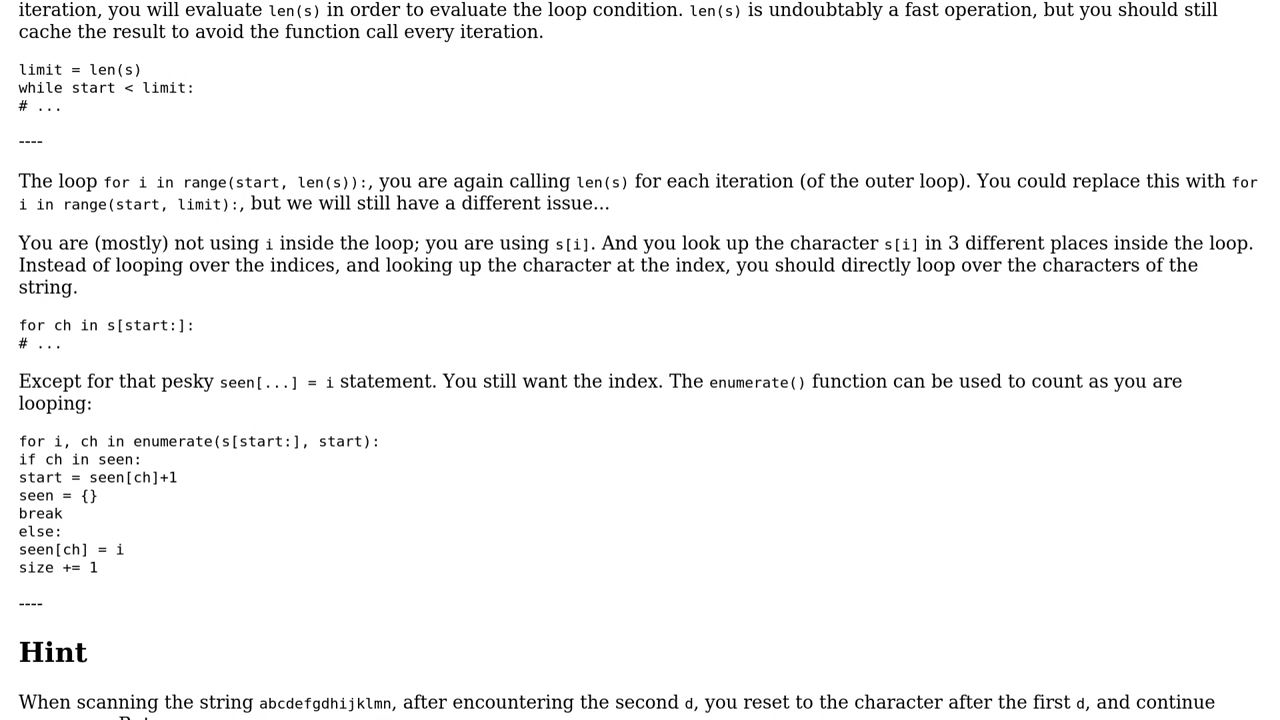 iteration, you will evaluate len(s) in order to evaluate the loop condition. len(s) is undoubtably a fast operation, but you should still
cache the result to avoid the function call every iteration.
limit = len(s)
while start < limit:
# ...
----
The loop for i in range(start, len(s)):, you are again calling len(s) for each iteration (of the outer loop). You could replace this with for
i in range(start, limit):, but we will still have a different issue...
You are (mostly) not using i inside the loop; you are using s[i]. And you look up the character s[i] in 3 different places inside the loop.
Instead of looping over the indices, and looking up the character at the index, you should directly loop over the characters of the
string.
for ch in s[start:]:
# ...
Except for that pesky seen[...] = i statement. You still want the index. The enumerate() function can be used to count as you are
looping:
for i, ch in enumerate(s[start:], start):
if ch in seen:
start = seen[ch]+1
seen = {}
break
else:
seen[ch] = i
size += 1
----
Hint
When scanning the string abcdefgdhijklmn, after encountering the second d, you reset to the character after the first d, and continue